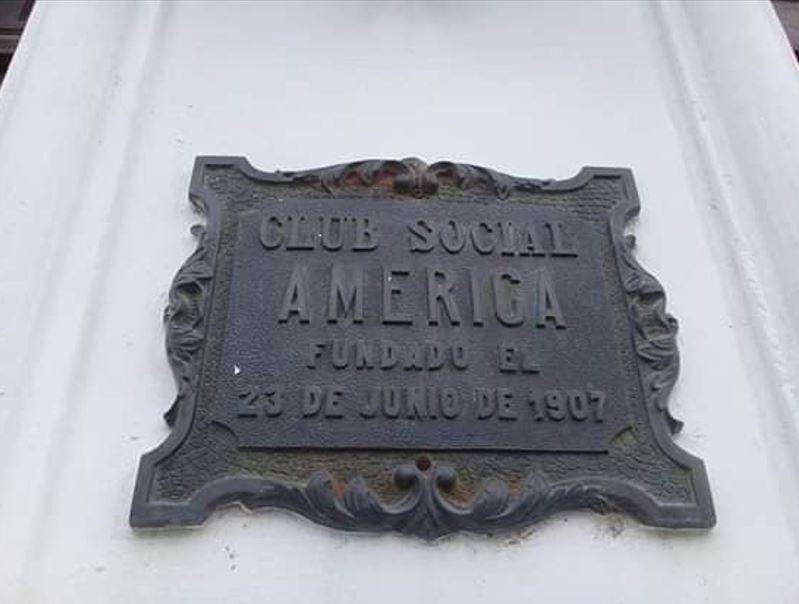 CLUB SOCIAL
AMERICA
FUNDADO EL
23 DE JUNIO DE 1907